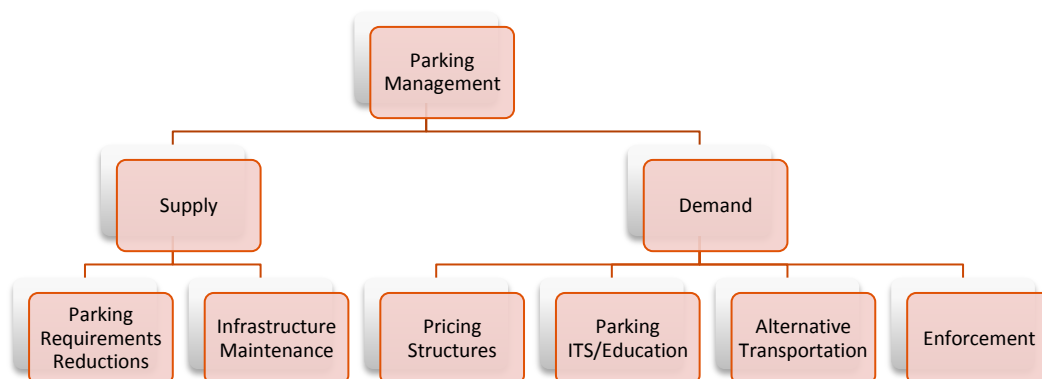 Parking
Management
Supply
Demand
Parking
Requirements
Reductions
Infrastructure
Maintenance
Pricing
Structures
Parking
ITS/Education
Alternative
Transportation
Enforcement